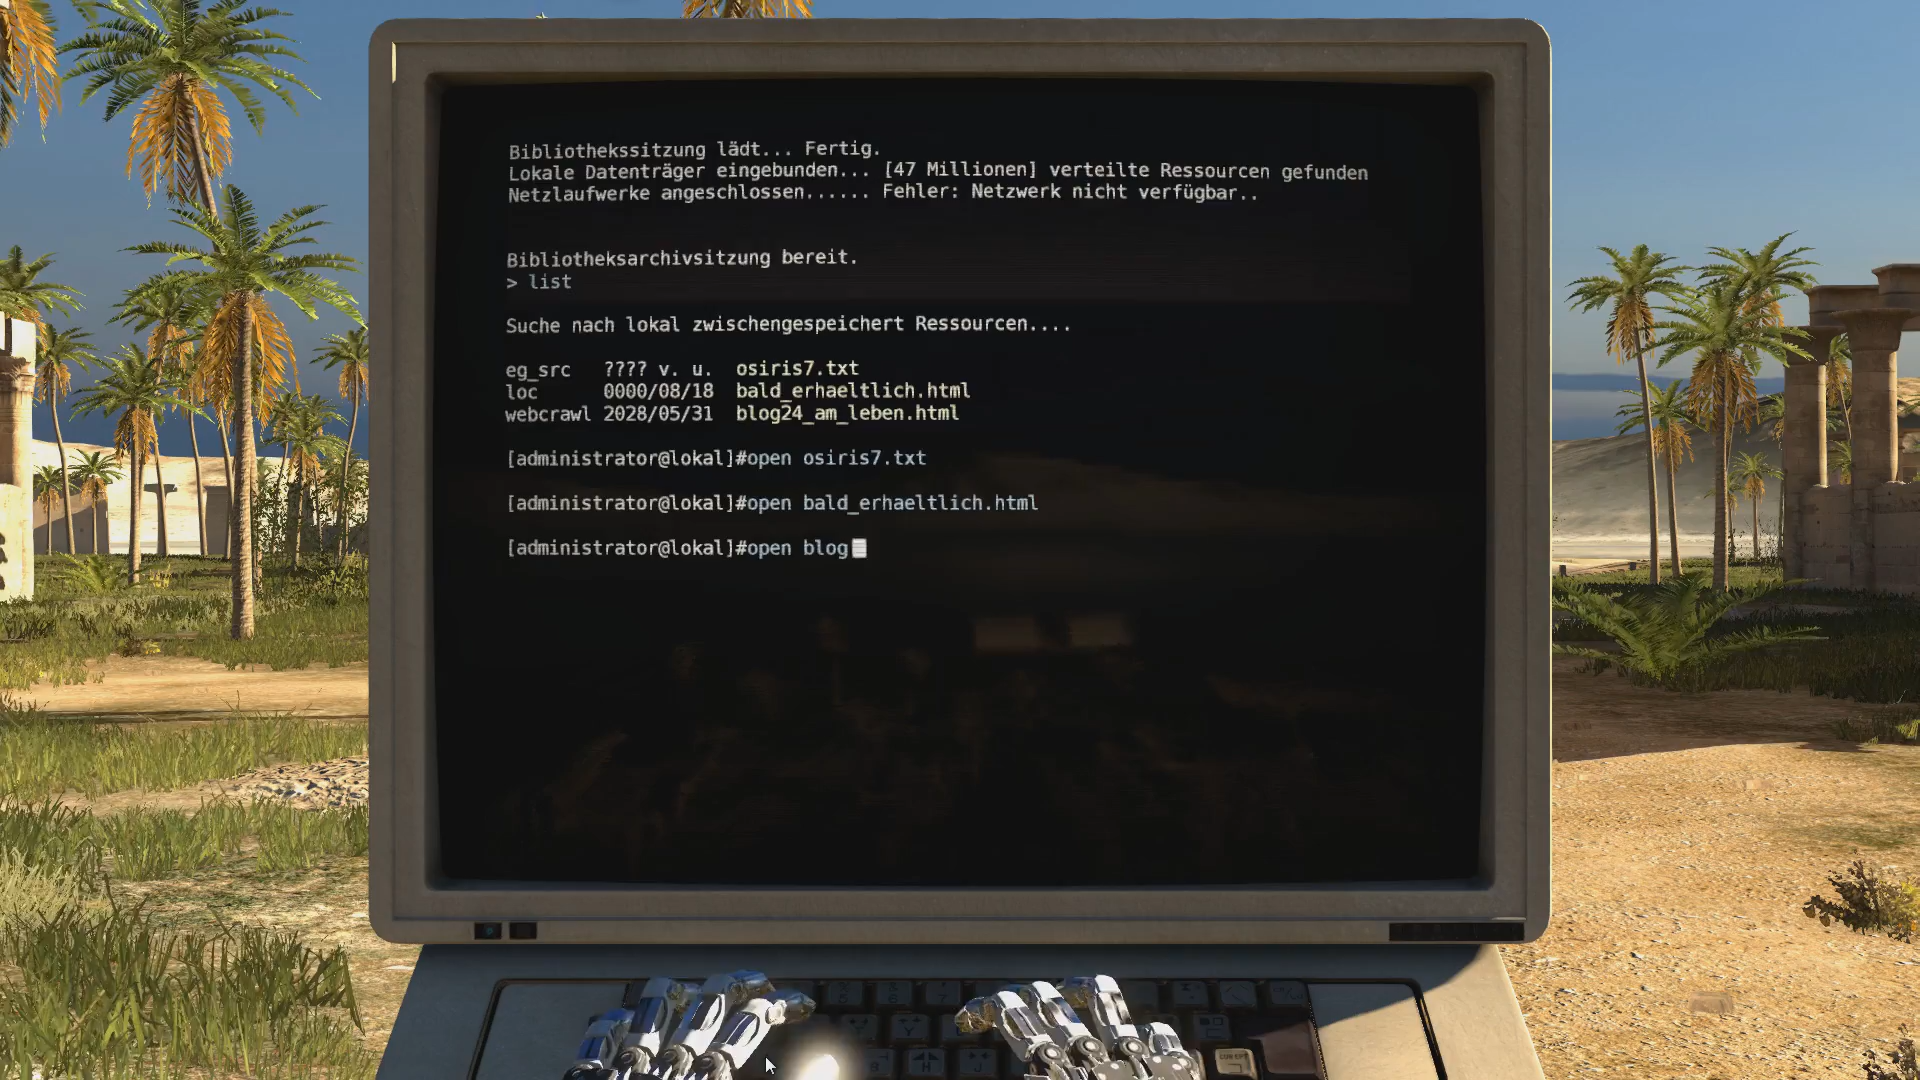 Bibliothekssitzung lädt... Fertig.
Lokale Datenträger eingebunden... [47 Millionen] verteilte Ressourcen gefunden
Netzlaufwerke angeschlossen...... Fehler: Netzwerk nicht verfügbar..
Bibliotheksarchivsitzung bereit.
> list
Suche nach lokal zwischengespeichert Ressourcen....
eg_src ???? v. u. osiris7.txt
loc 0000/08/18 bald_erhaeltlich.html
webcrawl 2028/05/31 blog24_am_leben.html
[administrator@lokal]#open osiris7.txt
[administrator@lokal]#open bald_erhaeltlich.html
[administrator@lokal]#open blog